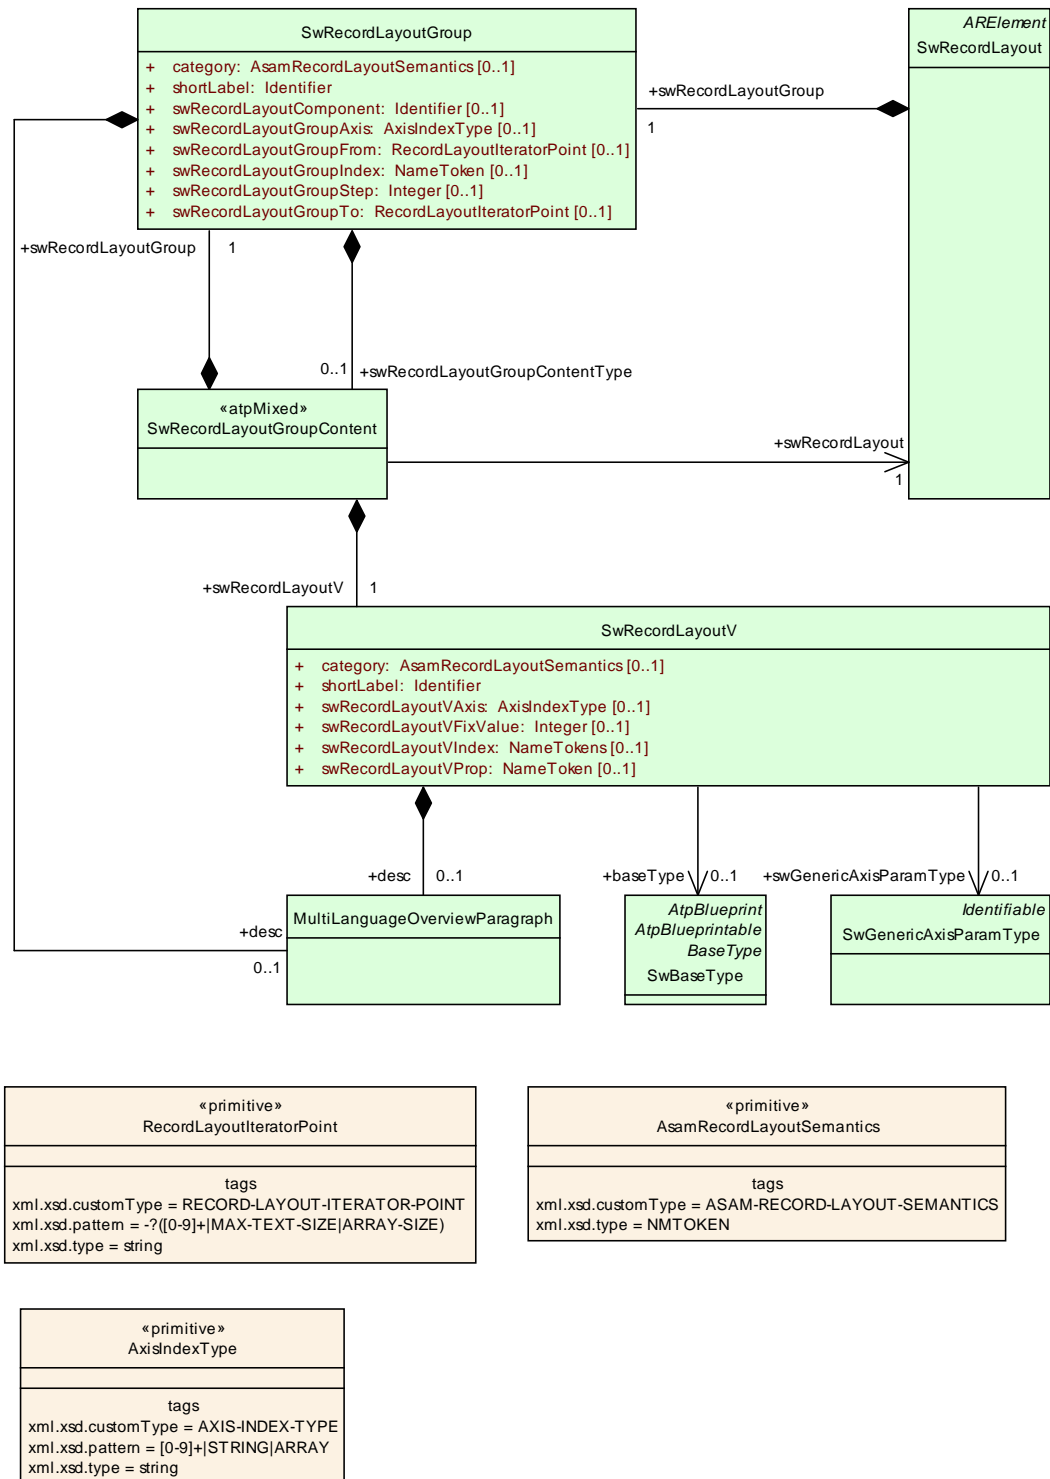 SwRecordLayoutGroup
+ category: AsamRecordLayoutSemantics [0..1]
+ shortLabel: Identifier
+ swRecordLayoutComponent: Identifier [0..1]
+ swRecordLayoutGroupAxis: AxisIndexType [0..1]
+ swRecordLayoutGroupFrom: RecordLayoutIteratorPoint [0..1]
+ swRecordLayoutGroupIndex: NameToken [0..1]
+ swRecordLayoutGroupStep: Integer [0..1]
+ swRecordLayoutGroupTo: RecordLayoutIteratorPoint [0..1]
ARElement
SwRecordLayout
+swRecordLayoutGroup
1
+swRecordLayoutGroup
1
0..1
+swRecordLayoutGroupContentType
«atpMixed»
SwRecordLayoutGroupContent
+swRecordLayout
1
+swRecordLayoutV
1
SwRecordLayoutV
+ category: AsamRecordLayoutSemantics [0..1]
+ shortLabel: Identifier
+ swRecordLayoutVAxis: AxisIndexType [0..1]
+ swRecordLayoutVFixValue: Integer [0..1]
+ swRecordLayoutVIndex: NameTokens [0..1]
+ swRecordLayoutVProp: NameToken [0..1]
+desc
0..1
+baseType
0..1
+swGenericAxisParamType
0..1
+desc
0..1
MultiLanguageOverviewParagraph
AtpBlueprint
AtpBlueprintable
BaseType
SwBaseType
Identifiable
SwGenericAxisParamType
«primitive»
RecordLayoutIteratorPoint
tags
xml.xsd.customType = RECORD-LAYOUT-ITERATOR-POINT
xml.xsd.pattern = -?([0-9]+|MAX-TEXT-SIZE|ARRAY-SIZE)
xml.xsd.type = string
«primitive»
AsamRecordLayoutSemantics
tags
xml.xsd.customType = ASAM-RECORD-LAYOUT-SEMANTICS
xml.xsd.type = NMTOKEN
«primitive»
AxisIndexType
tags
xml.xsd.customType = AXIS-INDEX-TYPE
xml.xsd.pattern = [0-9]+|STRING|ARRAY
xml.xsd.type = string